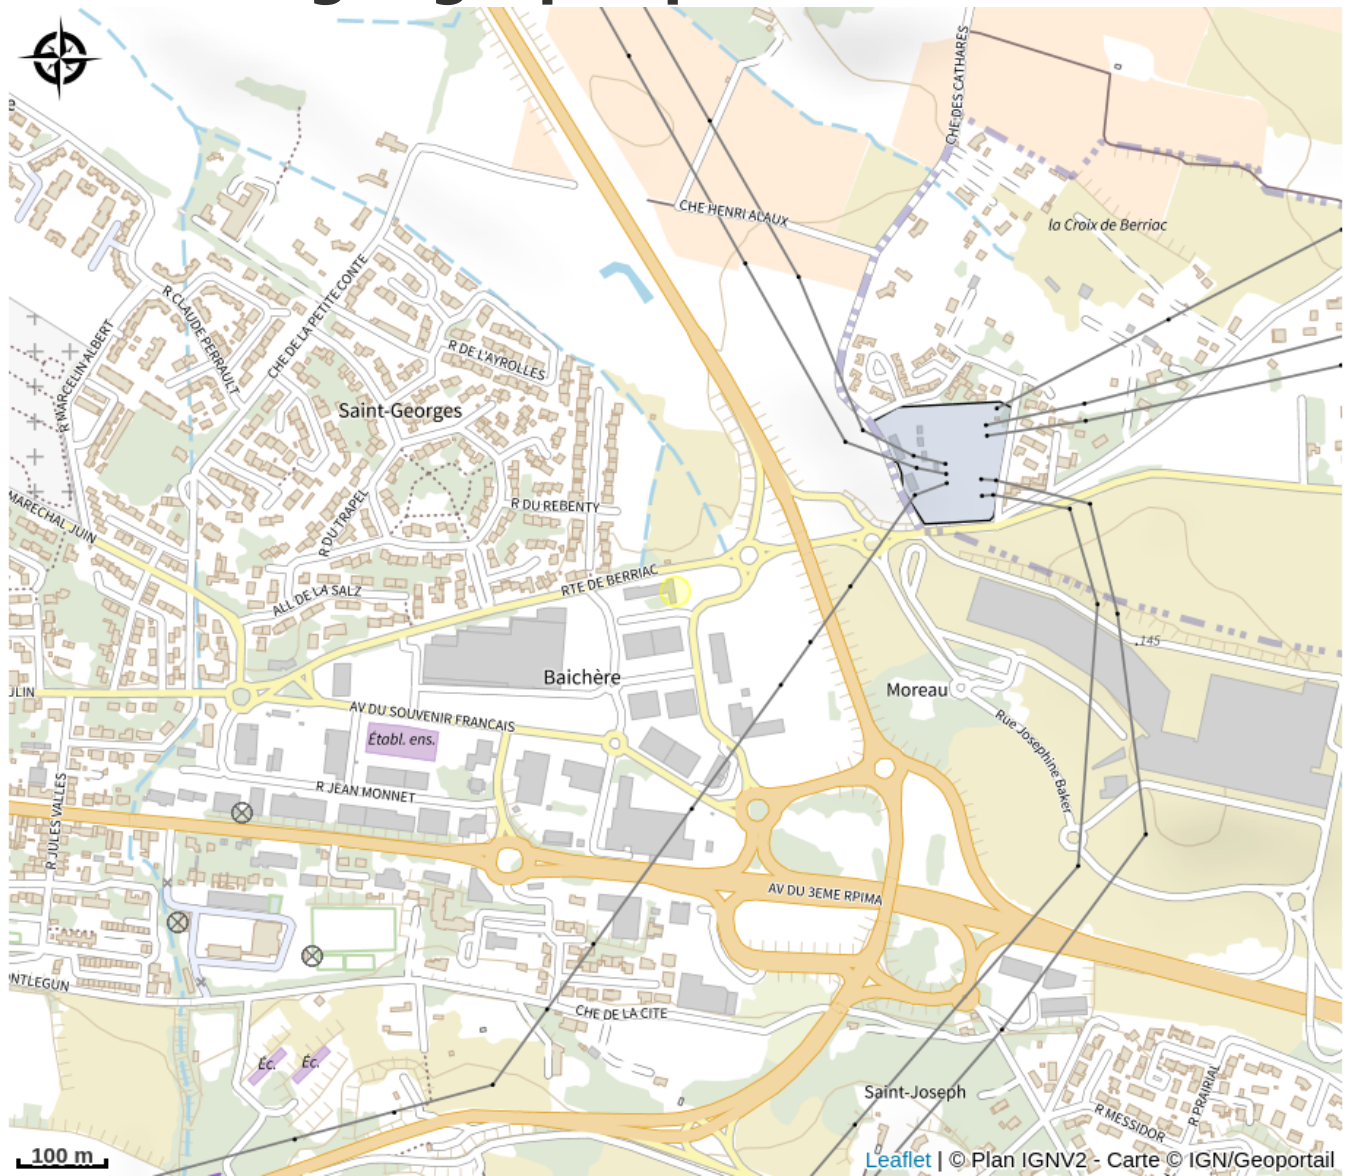 CHE DES CATHARES
CHE HENRI ALAUX
la Croix de Berriac
CHE DE LA PETITE CONTE
R CLAUDE PERRAULT
R MARCELIN ALBERT
R DE L'AYROLLES
Saint-Georges
R DU TRAPEL
R DU REBENTY
MARECHAL JUIN
RTE DE BERRIAC
ALL DE LA SALZ
145
Baichère
Moreau
AV DU SOUVENIR FRANCAIS
Établ. ens.
Rue Josephine Baker
R JEAN MONNET
R JULES VALLES
AV DU 3EME RPIMA
CHE DE LA CITE
Éc.
Éc.
Saint-Joseph
R MESSIDOR
R PRAIRIAL
100 m
Leaflet | © Plan IGNV2 - Carte © IGN/Geoportail